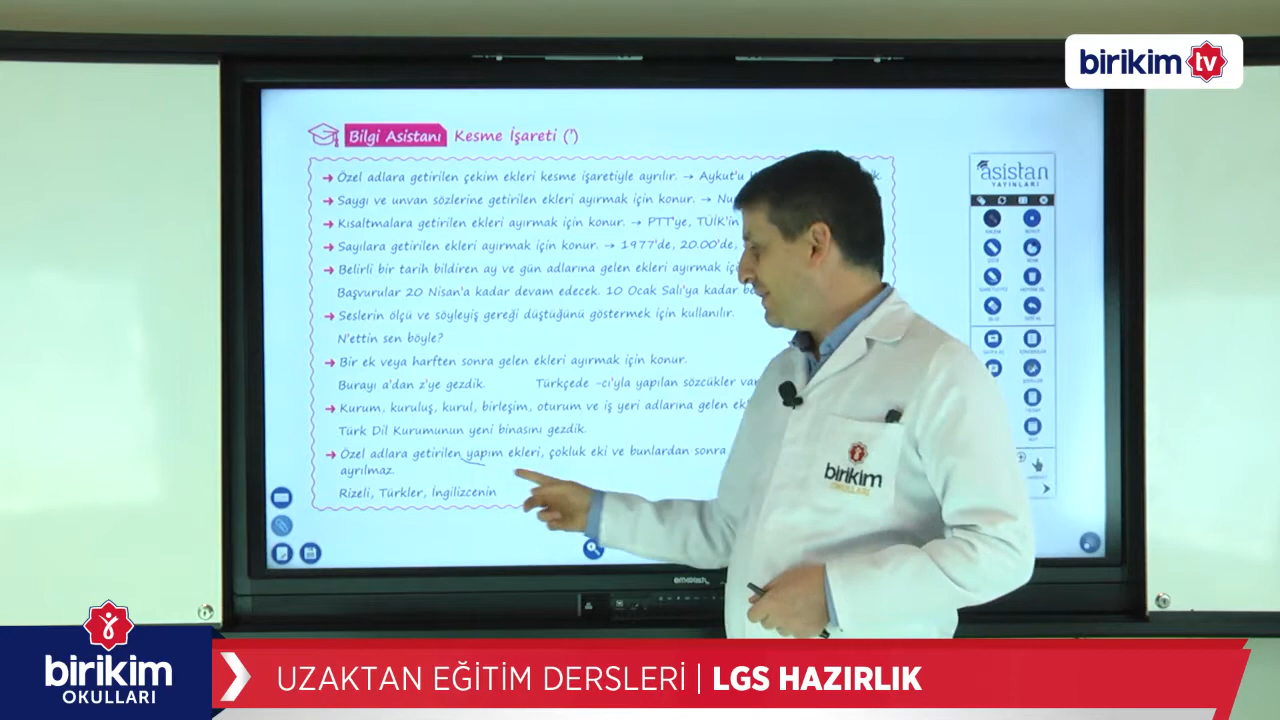 birikim tv
Bilgi Asistanı Kesme İşareti (')
→ Özel adlara getirilen çekim ekleri kesme işaretiyle ayrılır. → Aykut'u
→ Saygı ve unvan sözlerine getirilen ekleri ayırmak için konur. →
→ Kısaltmalara getirilen ekleri ayırmak için konur. → PTT'ye, TÜİK'in
→ Sayılara getirilen ekleri ayırmak için konur. → 1977'de, 20.00'de,
→ Belirli bir tarih bildiren ay ve gün adlarına gelen ekleri ayırmak
Başvurular 20 Nisan'a kadar devam edecek. 10 Ocak Salı'ya kadar
→ Seslerin ölçü ve söyleyiş gereği düştüğünü göstermek için kullanılır.
N'ettin sen böyle?
→ Bir ek veya harften sonra gelen ekleri ayırmak için konur.
Burayı a'dan z'ye gezdik. Türkçede -cı'yla yapılan sözcükler
→ Kurum, kuruluş, kurul, birleşim, oturum ve iş yeri adlarına gelen
Türk Dil Kurumunun yeni binasını gezdik.
→ Özel adlara getirilen yapım ekleri, çokluk eki ve bunlardan sonra
ayrılmaz.
Rizeli, Türkler, İngilizcenin
asistan
YAYINLARI
birikim
OKULLARI
birikim
OKULLARI
UZAKTAN EĞİTİM DERSLERİ | LGS HAZIRLIK